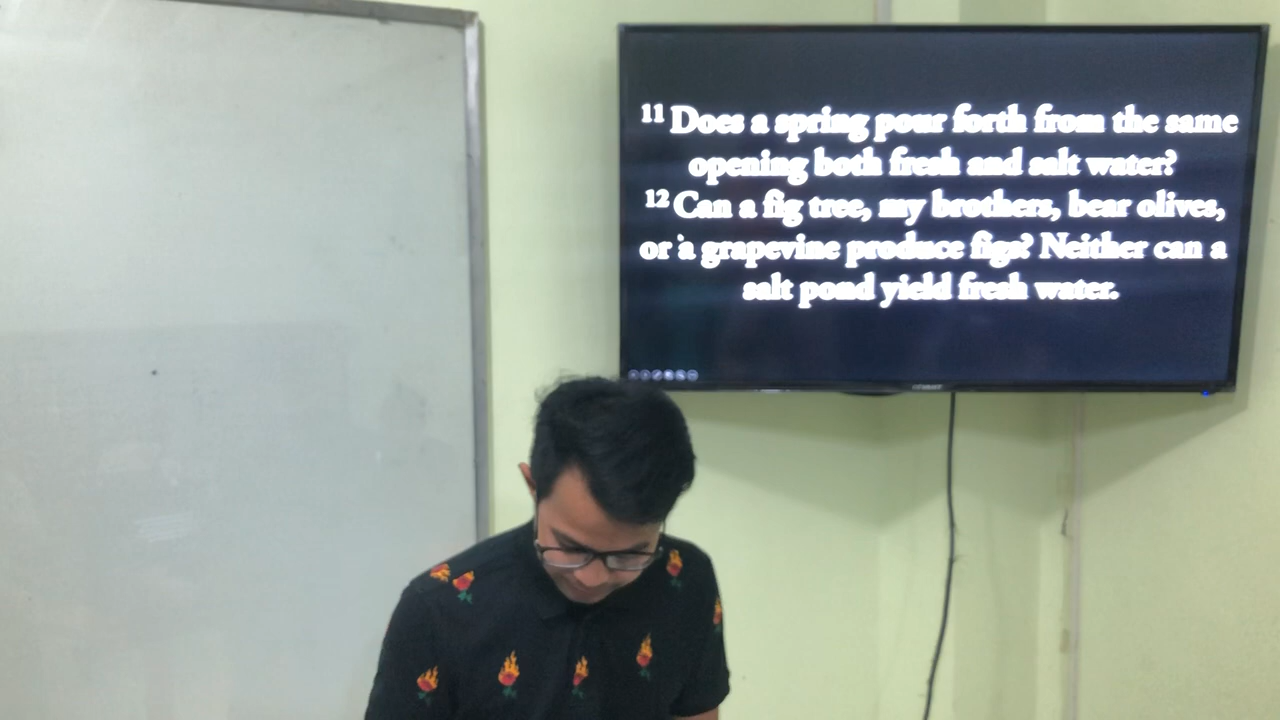 11 Does a spring pour forth from the same
opening both fresh and salt water?
12 Can a fig tree, my brothers, bear olives,
or a grapevine produce figs? Neither can a
salt pond yield fresh water.